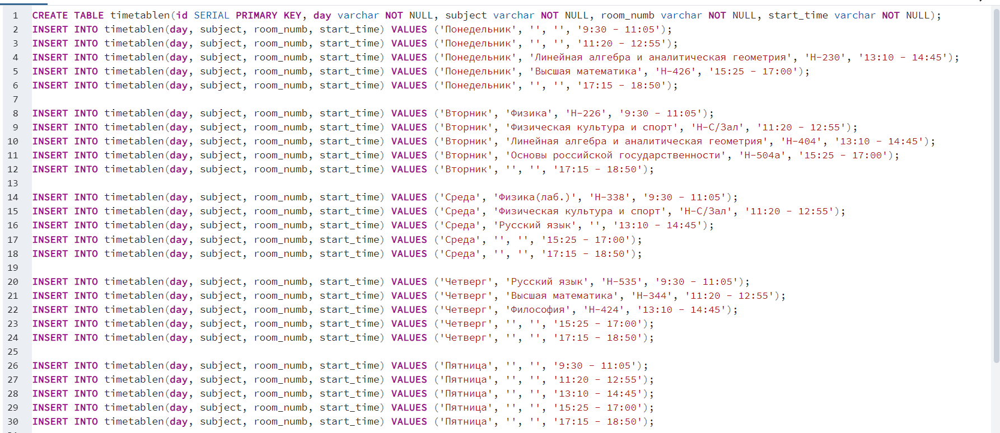 1 CREATE TABLE timetablen(id SERIAL PRIMARY KEY, day varchar NOT NULL, subject varchar NOT NULL, room_numb varchar NOT NULL, start_time varchar NOT NULL);
2 INSERT INTO timetablen(day, subject, room_numb, start_time) VALUES ('Понедельник', '', '', '9:30 - 11:05');
3 INSERT INTO timetablen(day, subject, room_numb, start_time) VALUES ('Понедельник', '', '', '11:20 - 12:55');
4 INSERT INTO timetablen(day, subject, room_numb, start_time) VALUES ('Понедельник', 'Линейная алгебра и аналитическая геометрия', 'Н-230', '13:10 - 14:45');
5 INSERT INTO timetablen(day, subject, room_numb, start_time) VALUES ('Понедельник', 'Высшая математика', 'Н-426', '15:25 - 17:00');
6 INSERT INTO timetablen(day, subject, room_numb, start_time) VALUES ('Понедельник', '', '', '17:15 - 18:50');
7
8 INSERT INTO timetablen(day, subject, room_numb, start_time) VALUES ('Вторник', 'Физика', 'Н-226', '9:30 - 11:05');
9 INSERT INTO timetablen(day, subject, room_numb, start_time) VALUES ('Вторник', 'Физическая культура и спорт', 'Н-С/Зал', '11:20 - 12:55');
10 INSERT INTO timetablen(day, subject, room_numb, start_time) VALUES ('Вторник', 'Линейная алгебра и аналитическая геометрия', 'Н-404', '13:10 - 14:45');
11 INSERT INTO timetablen(day, subject, room_numb, start_time) VALUES ('Вторник', 'Основы российской государственности', 'Н-504а', '15:25 - 17:00');
12 INSERT INTO timetablen(day, subject, room_numb, start_time) VALUES ('Вторник', '', '', '17:15 - 18:50');
13
14 INSERT INTO timetablen(day, subject, room_numb, start_time) VALUES ('Среда', 'Физика(лаб.)', 'Н-338', '9:30 - 11:05');
15 INSERT INTO timetablen(day, subject, room_numb, start_time) VALUES ('Среда', 'Физическая культура и спорт', 'Н-С/Зал', '11:20 - 12:55');
16 INSERT INTO timetablen(day, subject, room_numb, start_time) VALUES ('Среда', 'Русский язык', '', '13:10 - 14:45');
17 INSERT INTO timetablen(day, subject, room_numb, start_time) VALUES ('Среда', '', '', '15:25 - 17:00');
18 INSERT INTO timetablen(day, subject, room_numb, start_time) VALUES ('Среда', '', '', '17:15 - 18:50');
19
20 INSERT INTO timetablen(day, subject, room_numb, start_time) VALUES ('Четверг', 'Русский язык', 'Н-535', '9:30 - 11:05');
21 INSERT INTO timetablen(day, subject, room_numb, start_time) VALUES ('Четверг', 'Высшая математика', 'Н-344', '11:20 - 12:55');
22 INSERT INTO timetablen(day, subject, room_numb, start_time) VALUES ('Четверг', 'Философия', 'Н-424', '13:10 - 14:45');
23 INSERT INTO timetablen(day, subject, room_numb, start_time) VALUES ('Четверг', '', '', '15:25 - 17:00');
24 INSERT INTO timetablen(day, subject, room_numb, start_time) VALUES ('Четверг', '', '', '17:15 - 18:50');
25
26 INSERT INTO timetablen(day, subject, room_numb, start_time) VALUES ('Пятница', '', '', '9:30 - 11:05');
27 INSERT INTO timetablen(day, subject, room_numb, start_time) VALUES ('Пятница', '', '', '11:20 - 12:55');
28 INSERT INTO timetablen(day, subject, room_numb, start_time) VALUES ('Пятница', '', '', '13:10 - 14:45');
29 INSERT INTO timetablen(day, subject, room_numb, start_time) VALUES ('Пятница', '', '', '15:25 - 17:00');
30 INSERT INTO timetablen(day, subject, room_numb, start_time) VALUES ('Пятница', '', '', '17:15 - 18:50');